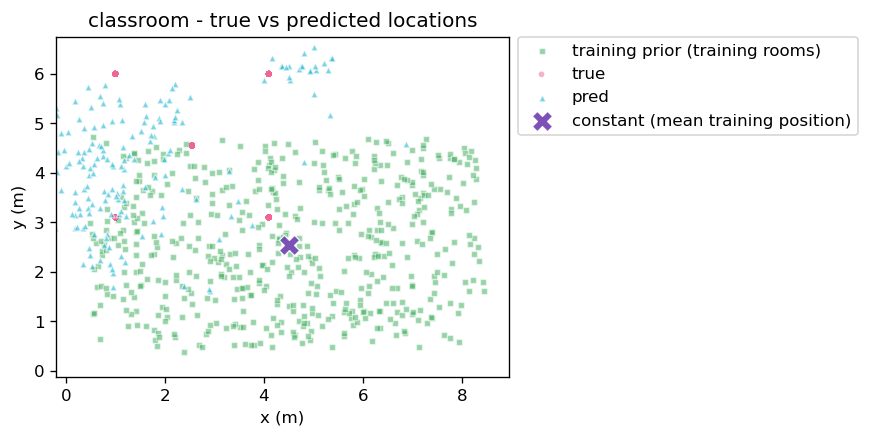 classroom - true vs predicted locations
training prior (training rooms)
true
pred
constant (mean training position)
y (m)
6
5
4
3
2
1
0
0 2 4 6 8
x (m)